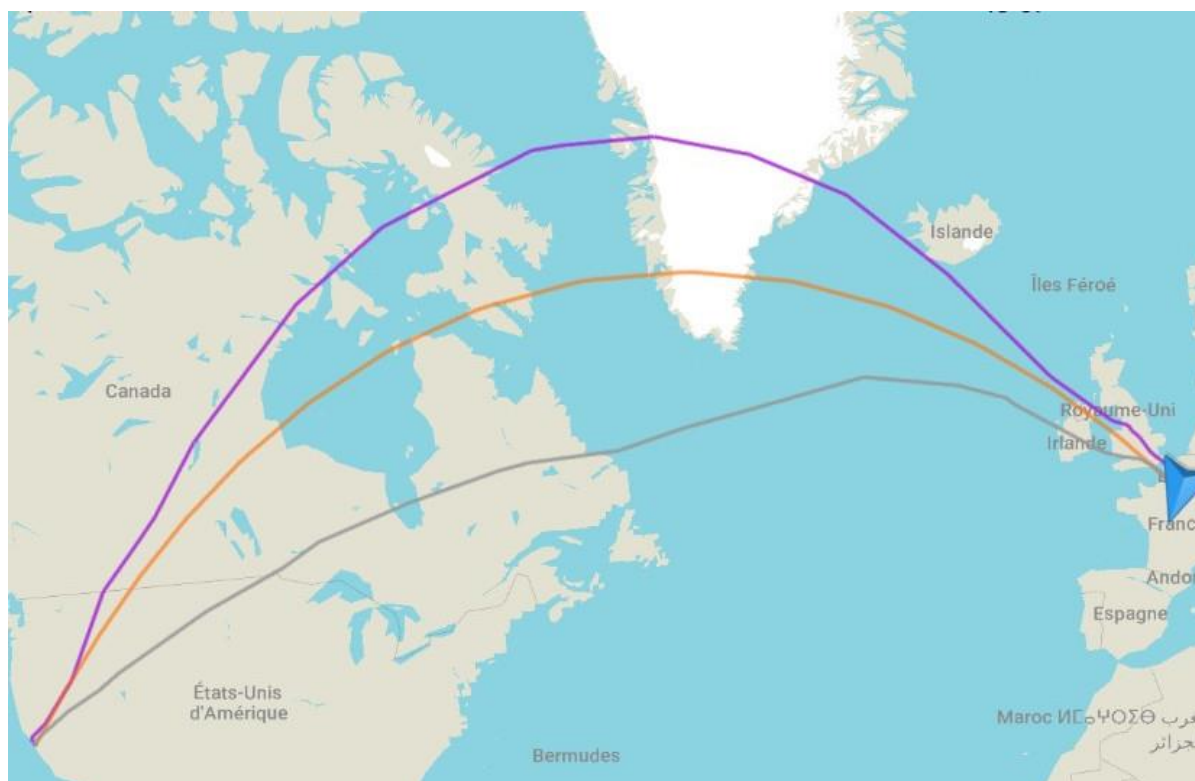 Islande
Îles Féroé
Canada
Royaume-Uni
Irlande
Franc
Andor
Espagne
États-Unis
d'Amérique
Maroc ⵍⵎⵖⵔⵉⴱ
Bermudes